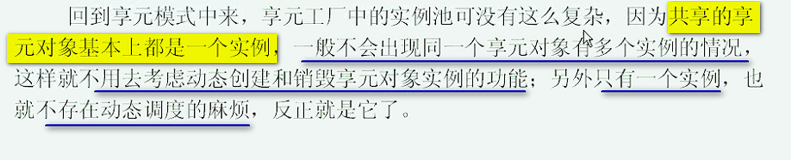 回到享元模式中来，享元工厂中的实例池可没有这么复杂，因为共享的享
元对象基本上都是一个实例，一般不会出现同一个享元对象有多个实例的情况，
这样就不用去考虑动态创建和销毁享元对象实例的功能；另外只有一个实例，也
就不存在动态调度的麻烦，反正就是它了。